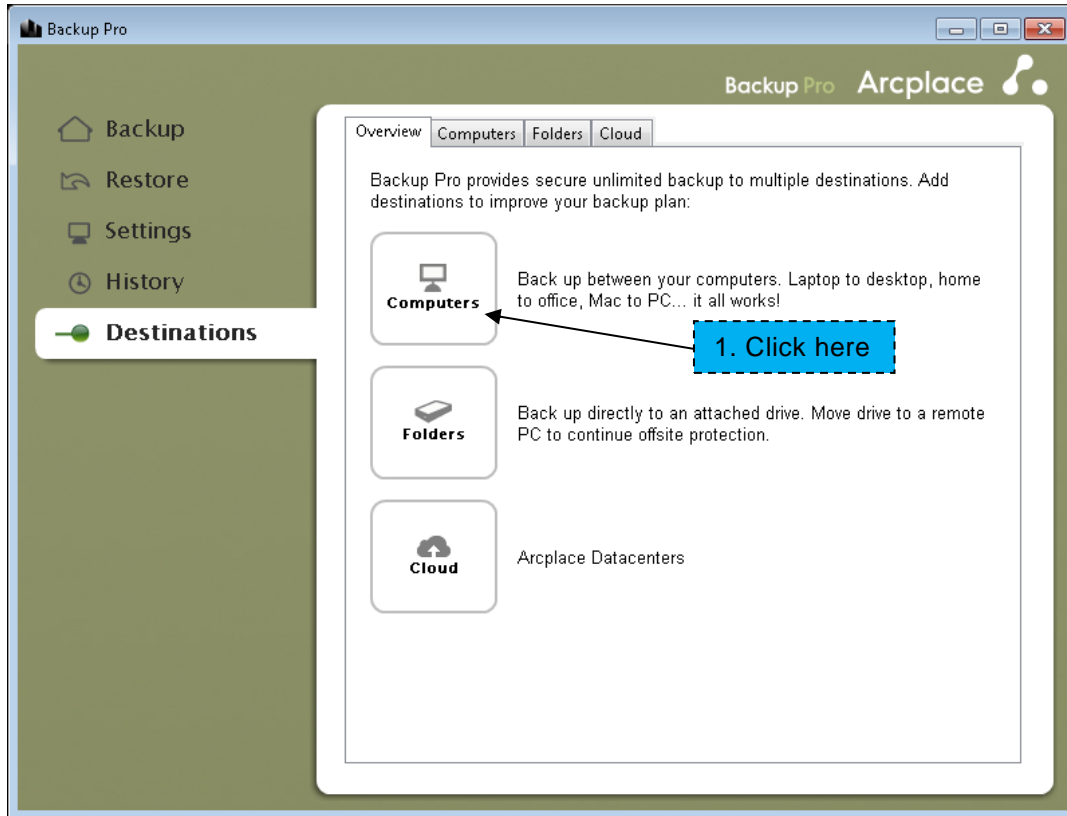 Backup Pro
Backup Pro Arcplace
Backup
Restore
Settings
History
Destinations
Overview Computers Folders Cloud
Backup Pro provides secure unlimited backup to multiple destinations. Add
destinations to improve your backup plan:
Computers
Back up between your computers. Laptop to desktop, home
to office, Mac to PC... it all works!
1. Click here
Folders
Back up directly to an attached drive. Move drive to a remote
PC to continue offsite protection.
Cloud
Arcplace Datacenters